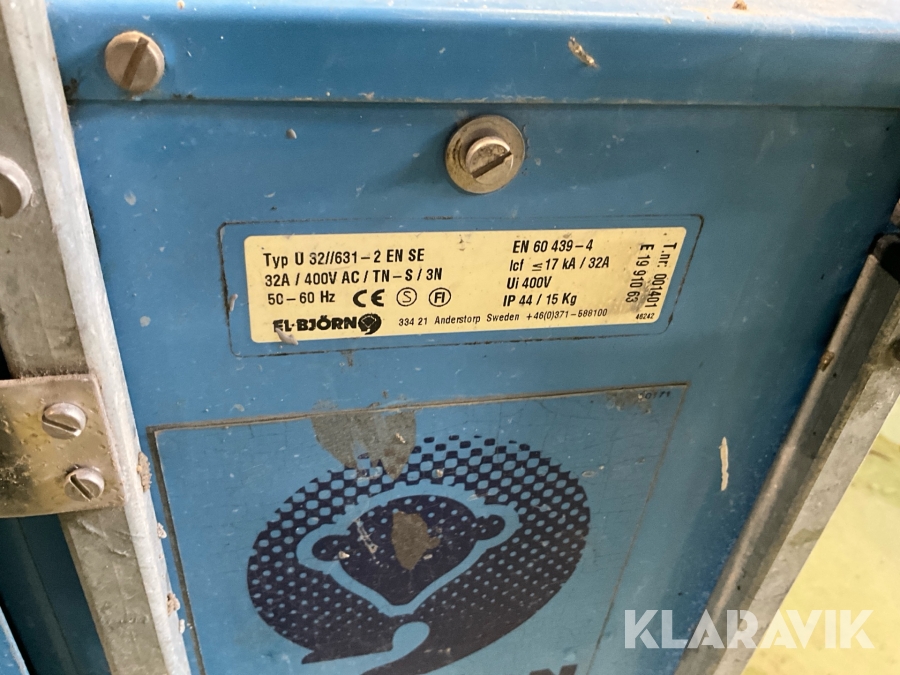 Typ U 32//631-2 EN SE
32A / 400V AC / TN-S / 3N
50-60 Hz CE S FI
EL-BJÖRN
334 21 Anderstorp Sweden +46(0)371-588100
EN 60 439-4
Icf ≤ 17 kA / 32A
Ui 400V
IP 44 / 15 Kg
T.nr: 001401
E 19 910 63
46242
KLARAVIK